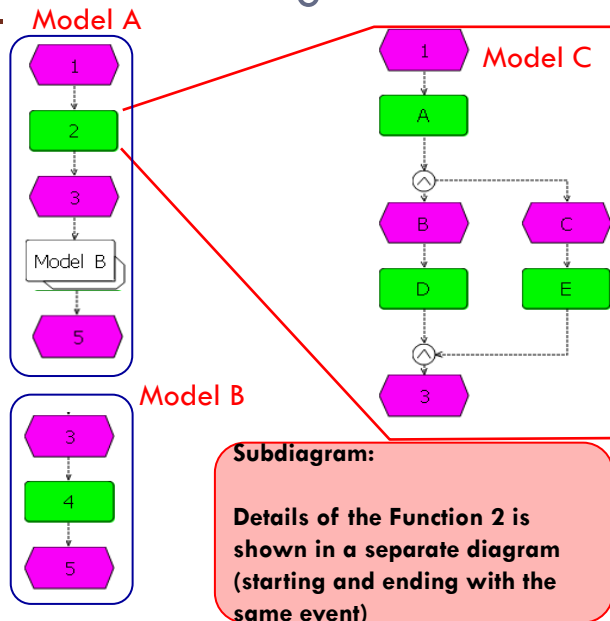 Model A
1
2
3
Model B
5
Model B
3
4
5
Model C
1
A
B
C
D
E
3
Subdiagram:
Details of the Function 2 is
shown in a separate diagram
(starting and ending with the
same event)